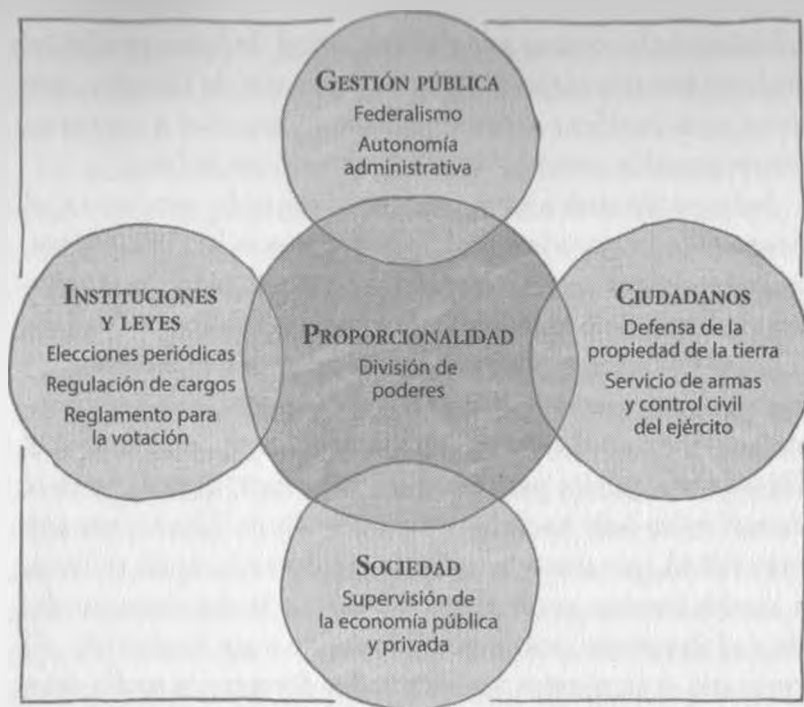 GESTIÓN PÚBLICA
Federalismo
Autonomía
administrativa
INSTITUCIONES
Y LEYES
Elecciones periódicas
Regulación de cargos
Reglamento para
la votación
PROPORCIONALIDAD
División de
poderes
CIUDADANOS
Defensa de la
propiedad de la tierra
Servicio de armas
y control civil
del ejército
SOCIEDAD
Supervisión de
la economía pública
y privada